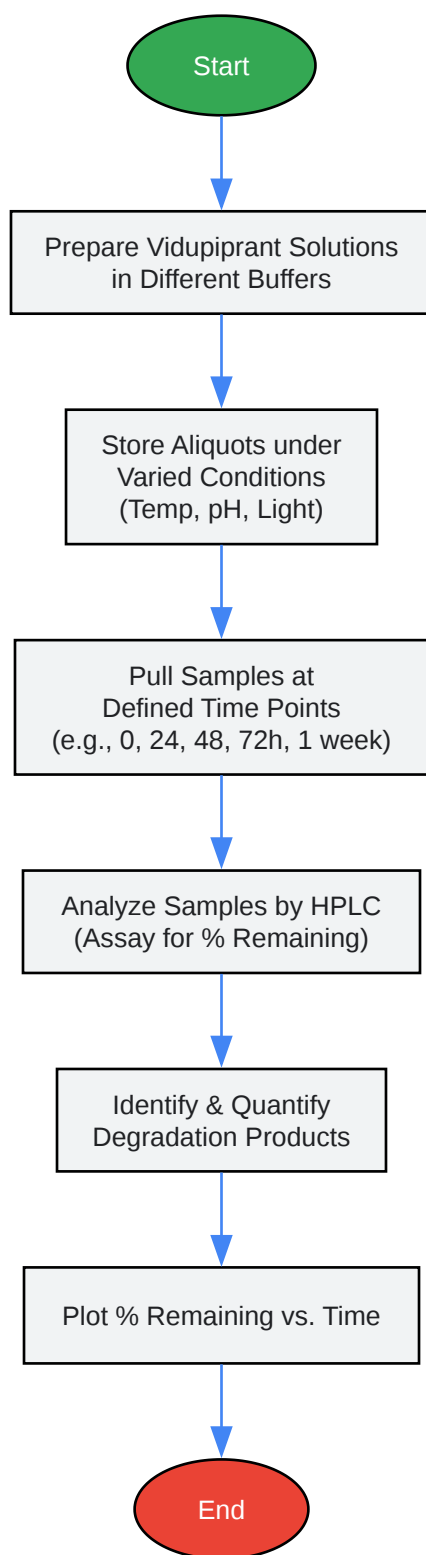 Start
Prepare Vidupiprant Solutions
in Different Buffers
Store Aliquots under
Varied Conditions
(Temp, pH, Light)
Pull Samples at
Defined Time Points
(e.g., 0, 24, 48, 72h, 1 week)
Analyze Samples by HPLC
(Assay for % Remaining)
Identify & Quantify
Degradation Products
Plot % Remaining vs. Time
End